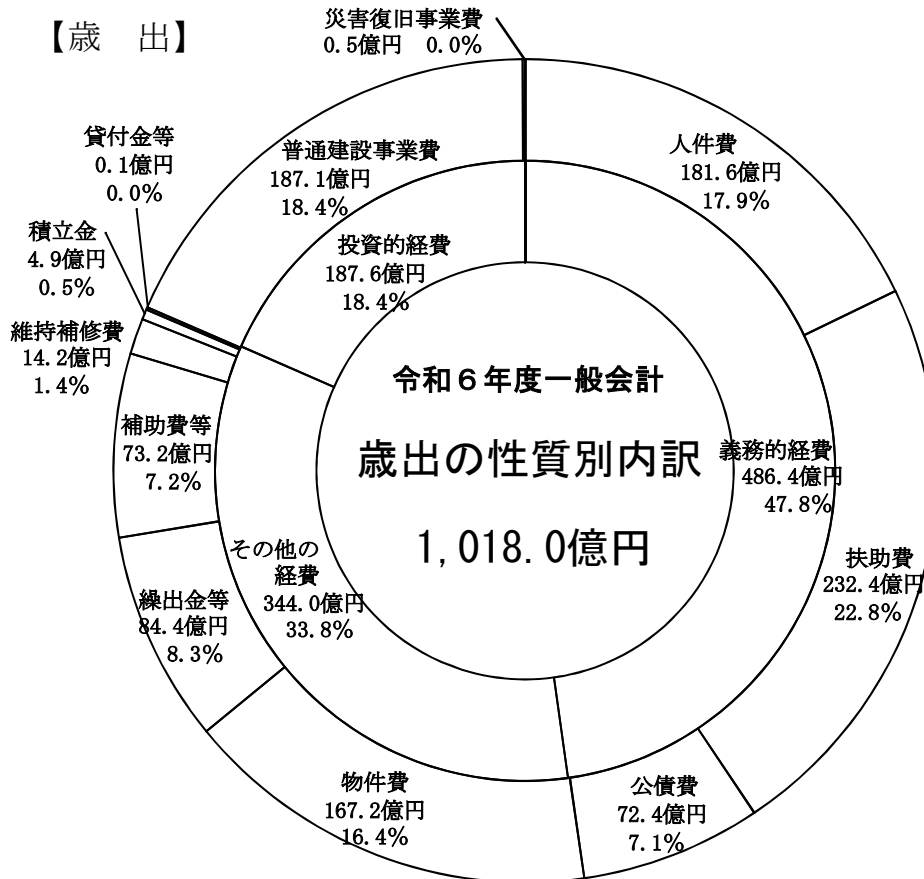 【歳　出】
災害復旧事業費
0.5億円　0.0%
貸付金等
0.1億円
0.0%
積立金
4.9億円
0.5%
維持補修費
14.2億円
1.4%
補助費等
73.2億円
7.2%
繰出金等
84.4億円
8.3%
普通建設事業費
187.1億円
18.4%
投資的経費
187.6億円
18.4%
人件費
181.6億円
17.9%
令和６年度一般会計
歳出の性質別内訳
1,018.0億円
義務的経費
486.4億円
47.8%
その他の
経費
344.0億円
33.8%
扶助費
232.4億円
22.8%
物件費
167.2億円
16.4%
公債費
72.4億円
7.1%